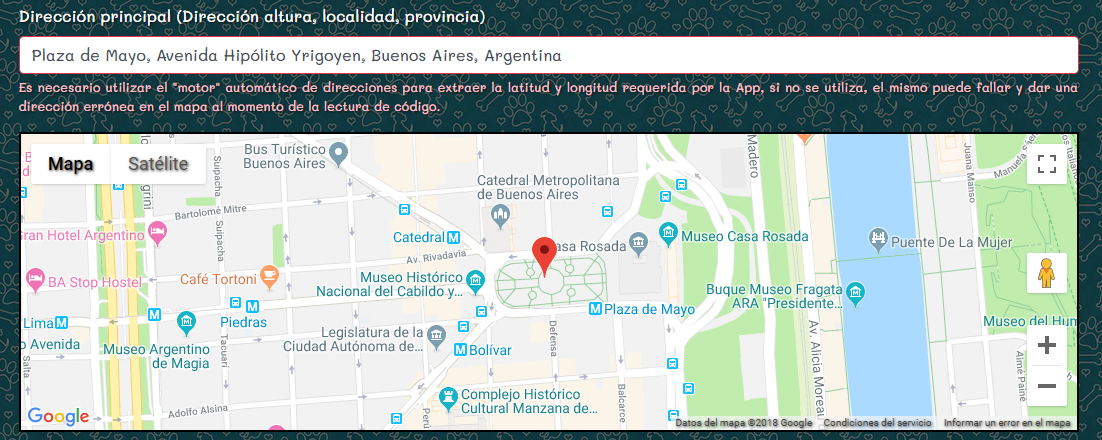 Dirección principal (Dirección altura, localidad, provincia)
Plaza de Mayo, Avenida Hipólito Yrigoyen, Buenos Aires, Argentina
Es necesario utilizar el "motor" automático de direcciones para extraer la latitud y longitud requerida por la App, si no se utiliza, el mismo puede fallar y dar una
dirección errónea en el mapa al momento de la lectura de código.
Mapa
Satélite
Bus Turístico
Buenos Aires
Catedral Metropolitana
de Buenos Aires
Madero
Juana Manso
Manuela Sáe
Italiano
Suipacha
Bartolomé Mitre
Suipacha
Gran Hotel Argentino
Catedral
Av. Rivadavia
Casa Rosada
Museo Casa Rosada
Puente De La Mujer
BA Stop Hostel
Café Tortoni
Museo Histórico
Nacional del Cabildo y...
Buque Museo Fragata
ARA "Presidente...
Lima
Piedras
Plaza de Mayo
Museo del Hum
o Avenida
Museo Argentino
de Magia
Legislatura de la
Ciudad Autónoma de...
Bolívar
Defensa
Av. Alicia Moreau
Salta
Tacuarí
Aimé Painé
Complejo Histórico
Cultural Manzana de...
Balcarce
Perú
Adolfo Alsina
Google
Datos del mapa ©2018 Google
Condiciones del servicio
Informar un error en el mapa